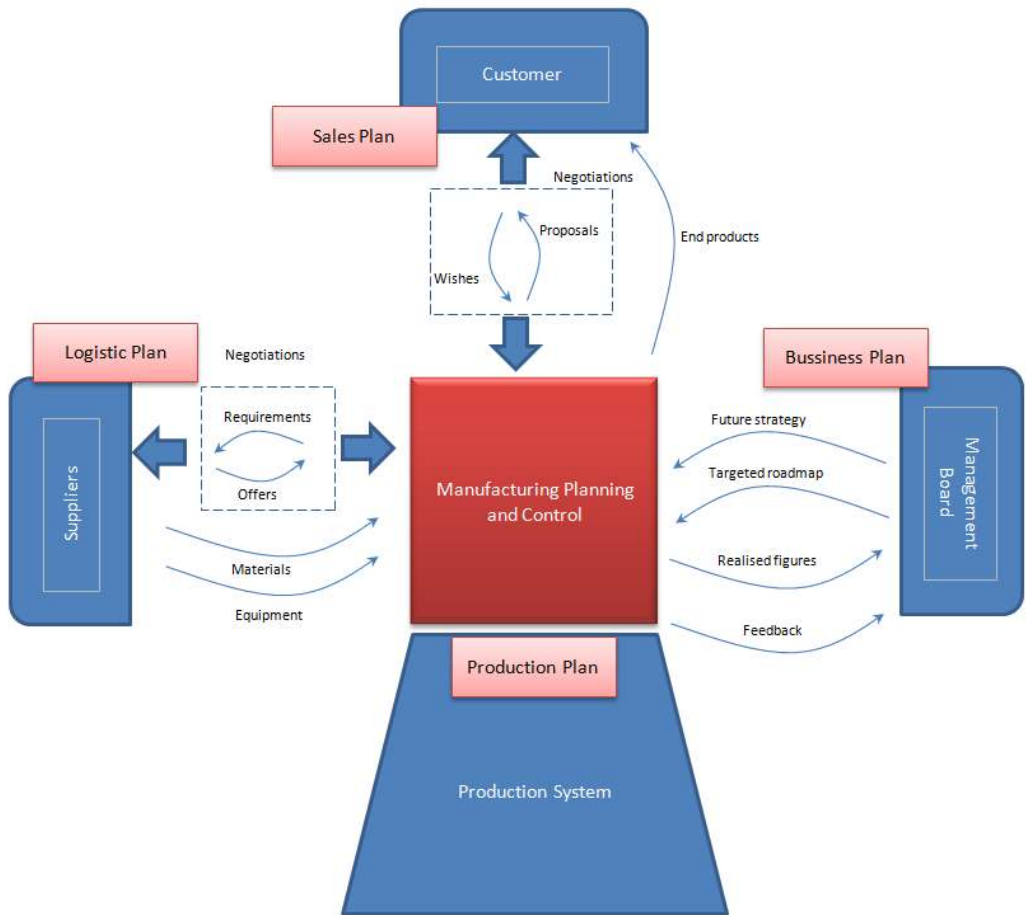 Customer
Sales Plan
Negotiations
Proposals
Wishes
End products
Logistic Plan
Negotiations
Requirements
Offers
Suppliers
Materials
Equipment
Manufacturing Planning
and Control
Bussiness Plan
Future strategy
Targeted roadmap
Realised figures
Feedback
Management
Board
Production Plan
Production System